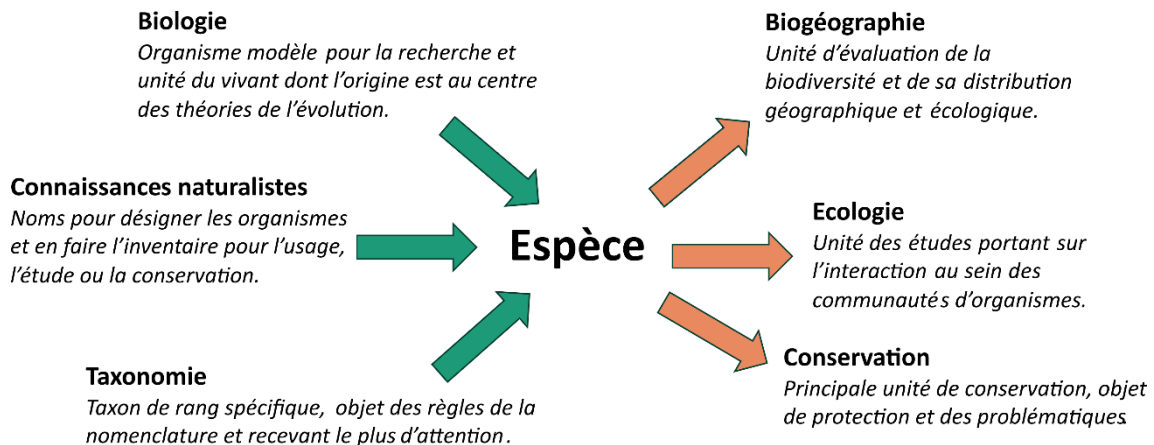 Biologie
Organisme modèle pour la recherche et
unité du vivant dont l'origine est au centre
des théories de l'évolution.
Connaissances naturalistes
Noms pour désigner les organismes
et en faire l'inventaire pour l'usage,
l'étude ou la conservation.
Taxonomie
Taxon de rang spécifique, objet des règles de la
nomenclature et recevant le plus d'attention.
Espèce
Biogéographie
Unité d'évaluation de la
biodiversité et de sa distribution
géographique et écologique.
Ecologie
Unité des études portant sur
l'interaction au sein des
communautés d'organismes.
Conservation
Principale unité de conservation, objet
de protection et des problématiques.